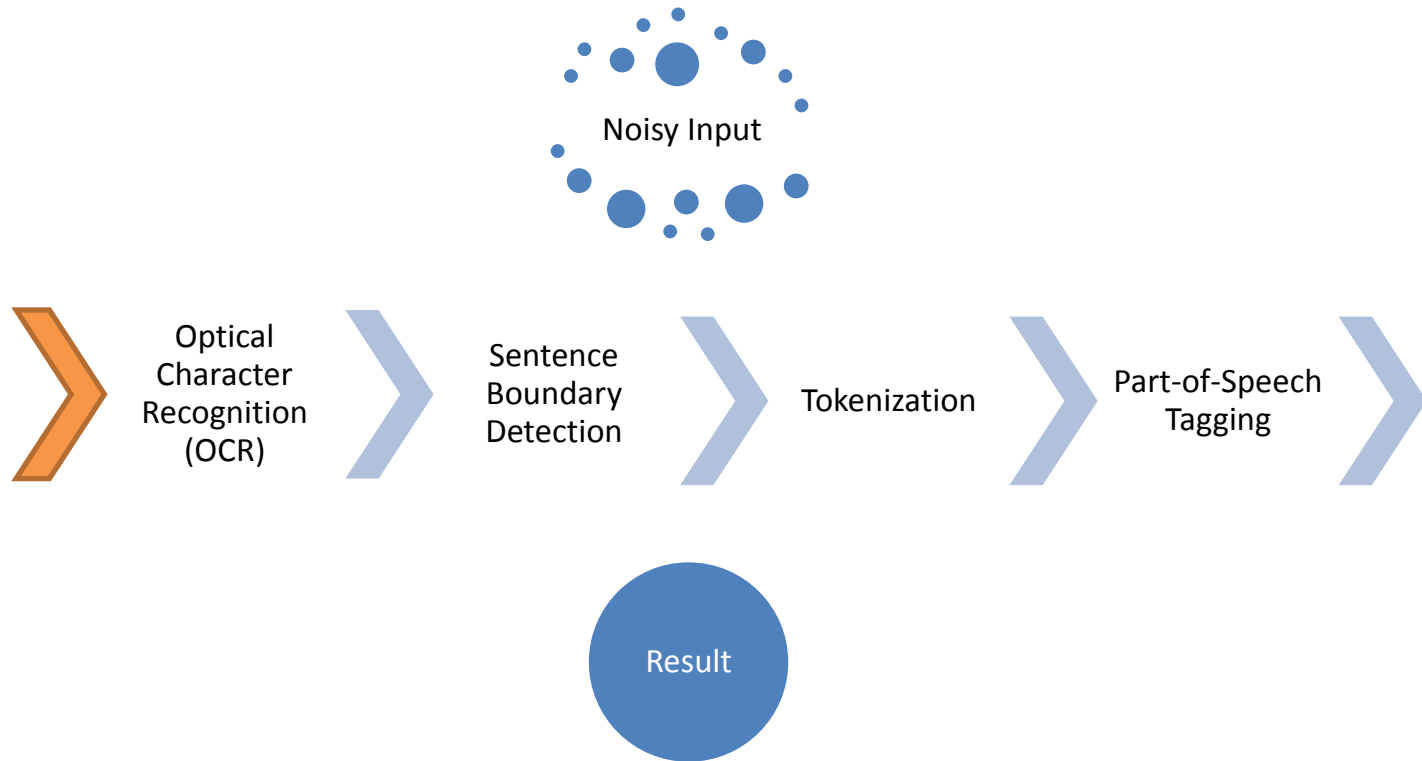 Noisy Input
Optical
Character
Recognition
(OCR)
Sentence
Boundary
Detection
Tokenization
Part-of-Speech
Tagging
Result